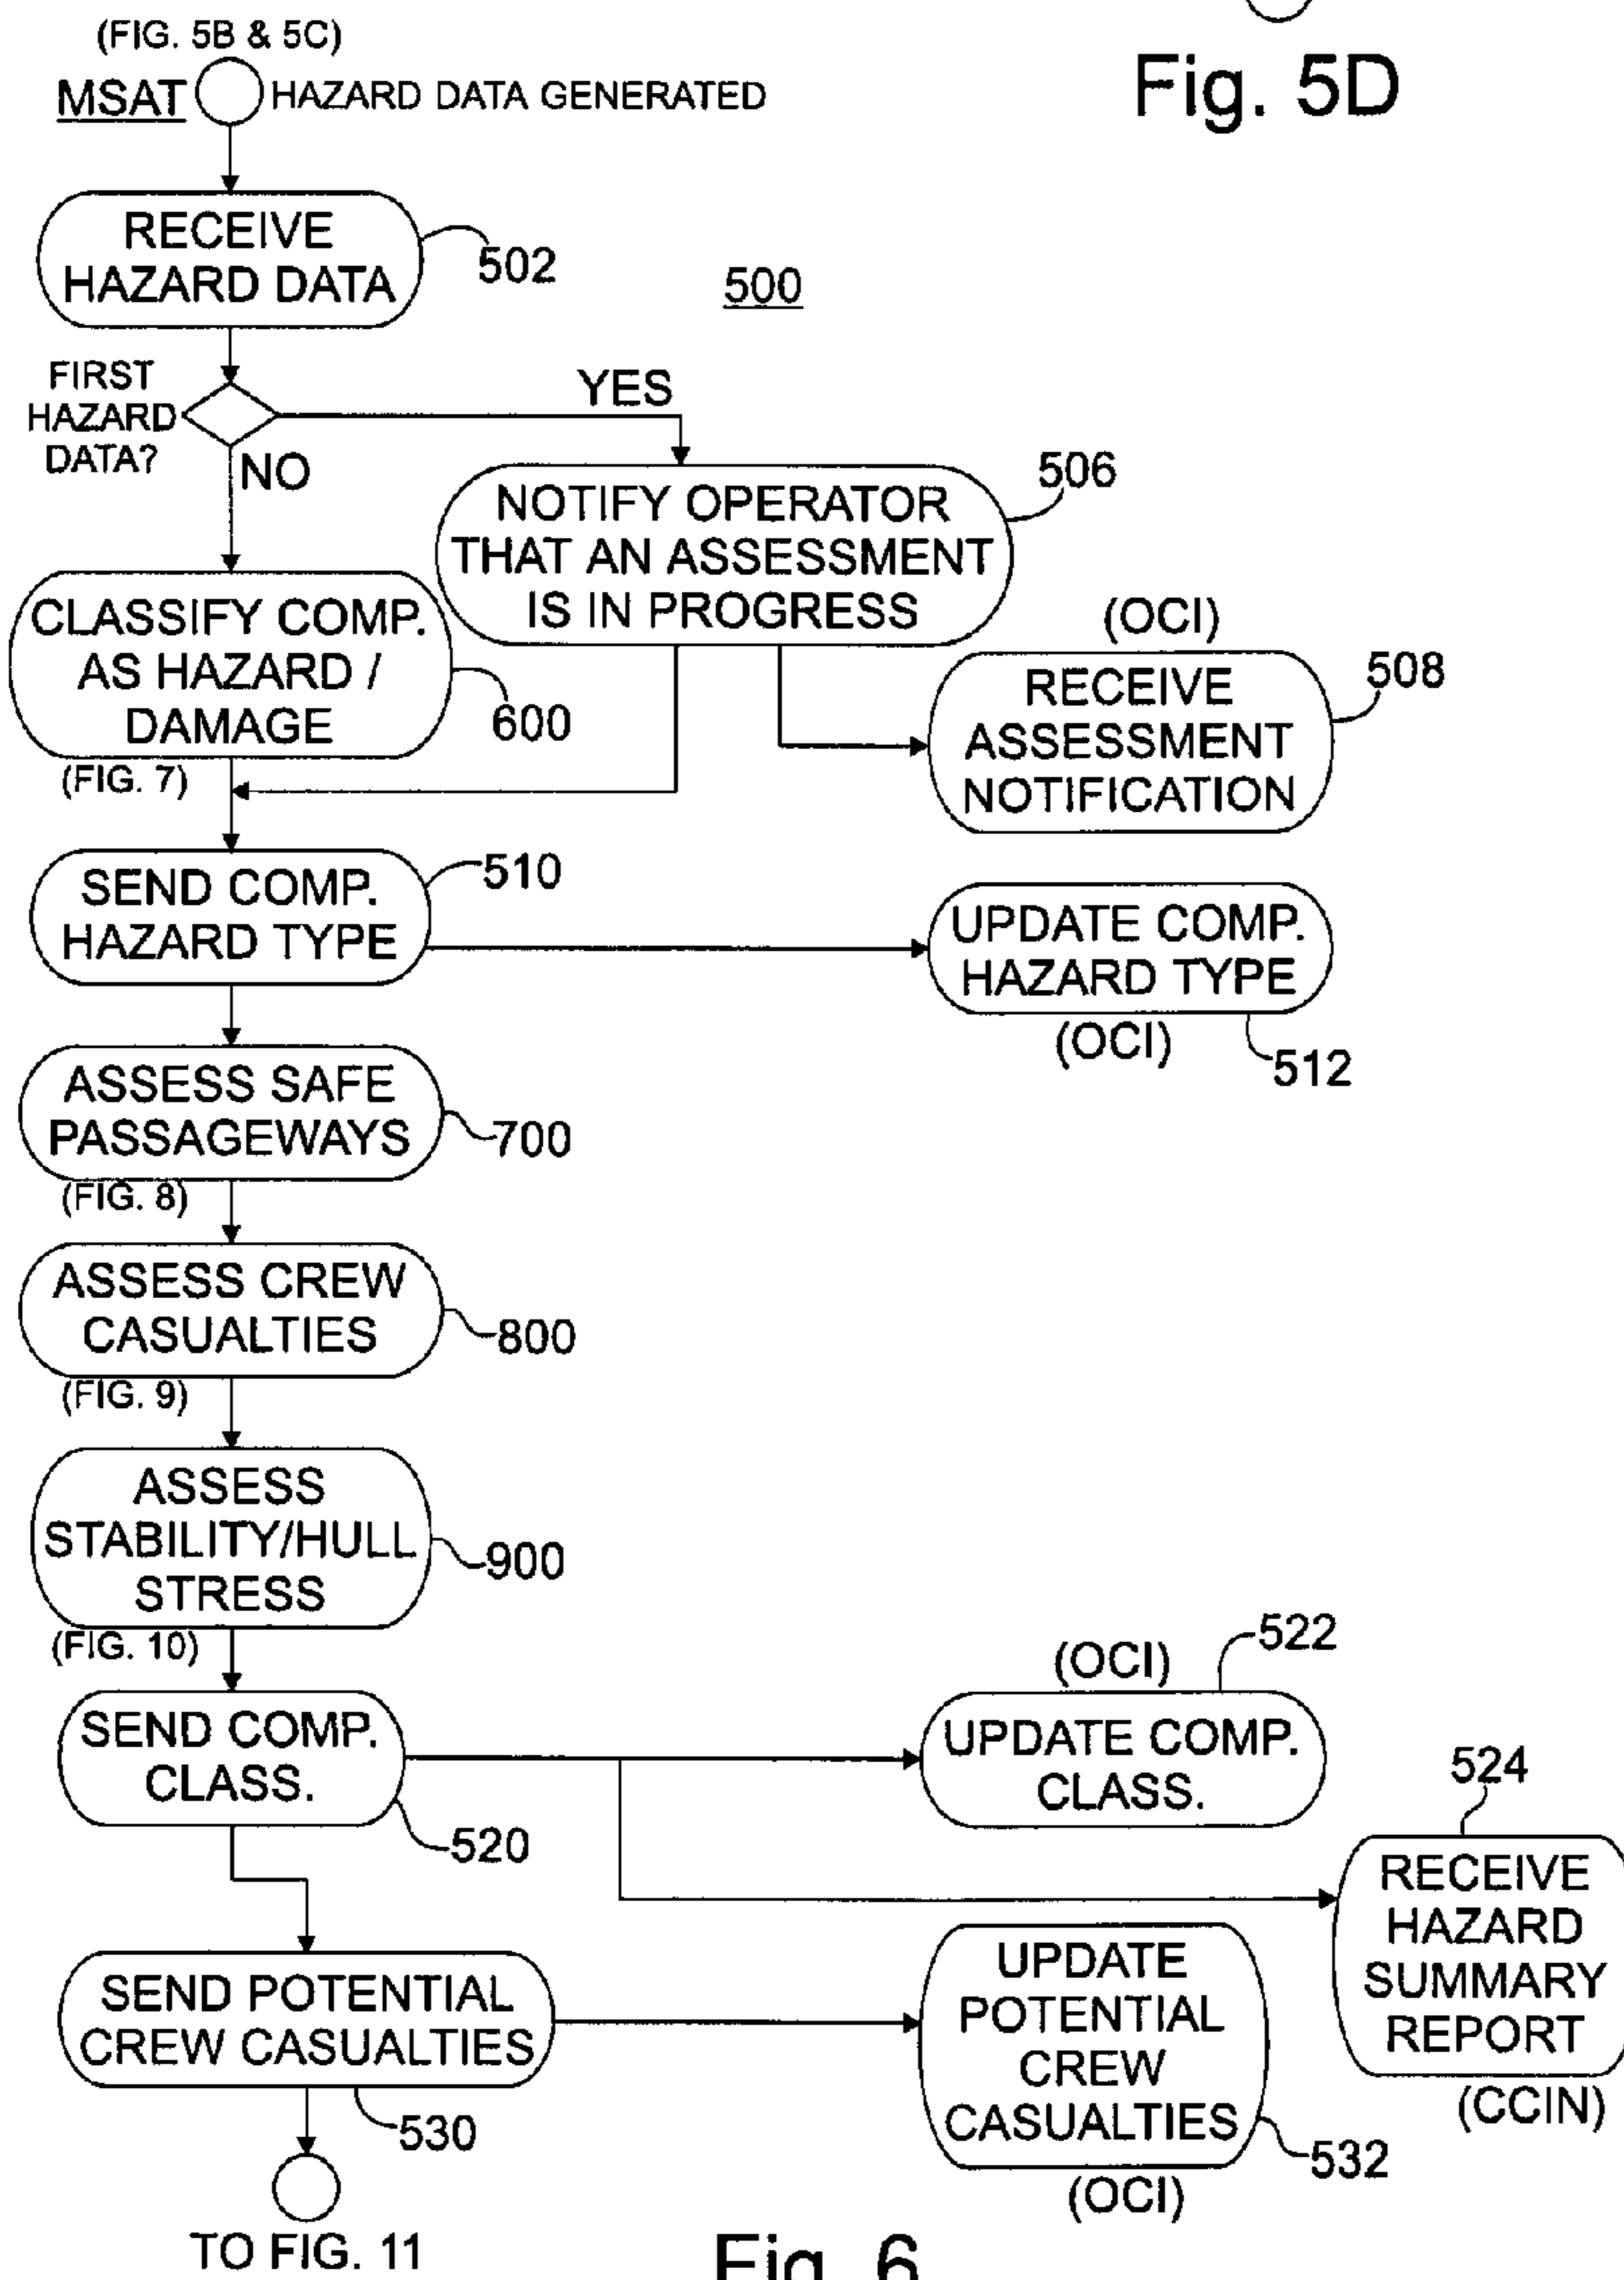 (FIG. 5B & 5C)
MSAT
HAZARD DATA GENERATED
Fig. 5D
RECEIVE
HAZARD DATA
502
500
FIRST
HAZARD
DATA?
YES
NO
NOTIFY OPERATOR
THAT AN ASSESSMENT
IS IN PROGRESS
506
CLASSIFY COMP.
AS HAZARD /
DAMAGE
600
(FIG. 7)
(OCI)
RECEIVE
ASSESSMENT
NOTIFICATION
508
SEND COMP.
HAZARD TYPE
510
UPDATE COMP.
HAZARD TYPE
(OCI)
512
ASSESS SAFE
PASSAGEWAYS
700
(FIG. 8)
ASSESS CREW
CASUALTIES
800
(FIG. 9)
ASSESS
STABILITY/HULL
STRESS
900
(FIG. 10)
SEND COMP.
CLASS.
520
(OCI)
522
UPDATE COMP.
CLASS.
524
RECEIVE
HAZARD
SUMMARY
REPORT
(CCIN)
SEND POTENTIAL
CREW CASUALTIES
530
UPDATE
POTENTIAL
CREW
CASUALTIES
532
(OCI)
TO FIG. 11
Fig. 6